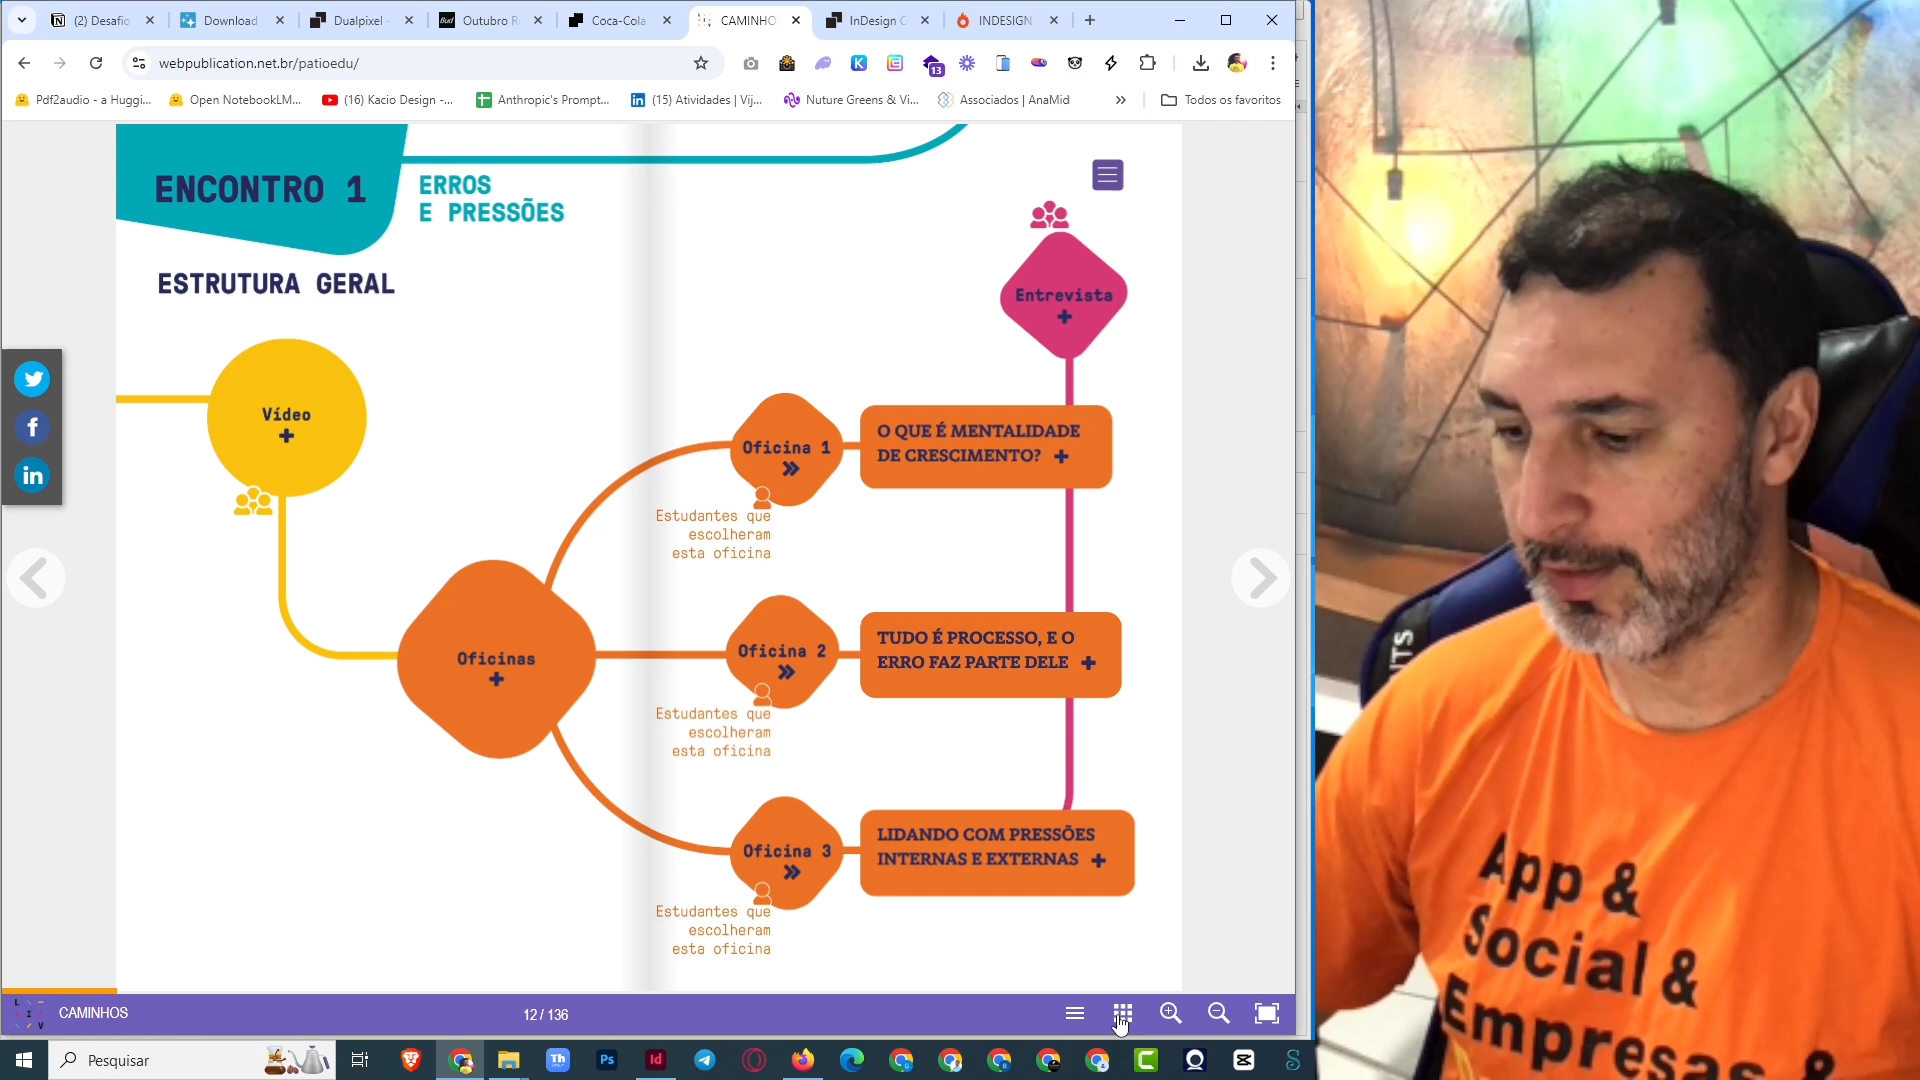 (2) Desafio
Download
Dualpixel -
Outubro R
Coca-Cola
CAMINHO
InDesign C
INDESIGN
webpublication.net.br/patioedu/
13
Pdf2audio - a Huggi...
Open NotebookLM...
(16) Kacio Design -...
Anthropic's Prompt...
(15) Atividades | Vij...
Nuture Greens & Vi...
Associados | AnaMid
Todos os favoritos
ENCONTRO 1
ERROS
E PRESSÕES
ESTRUTURA GERAL
Entrevista
+
Vídeo
+
Oficina 1
O QUE É MENTALIDADE
DE CRESCIMENTO? +
Estudantes que
escolheram
esta oficina
Oficinas
+
Oficina 2
TUDO É PROCESSO, E O
ERRO FAZ PARTE DELE +
Estudantes que
escolheram
esta oficina
Oficina 3
LIDANDO COM PRESSÕES
INTERNAS E EXTERNAS +
Estudantes que
escolheram
esta oficina
L I V
CAMINHOS
12 / 136
Pesquisar
App &
Social &
Empresas &